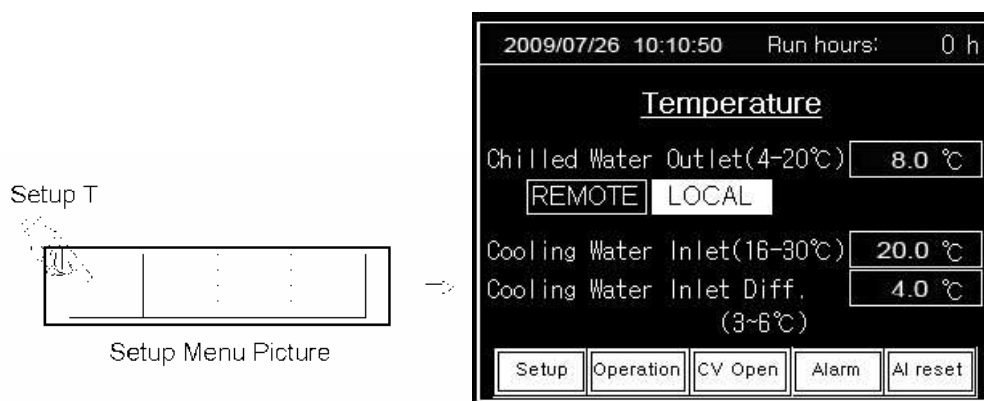 Setup T
Setup Menu Picture
2009/07/26 10:10:50 Run hours: 0 h
Temperature
Chilled Water Outlet(4-20℃) 8.0 ℃
REMOTE LOCAL
Cooling Water Inlet(16-30℃) 20.0 ℃
Cooling Water Inlet Diff. 4.0 ℃
(3~6℃)
Setup Operation CV Open Alarm AI reset